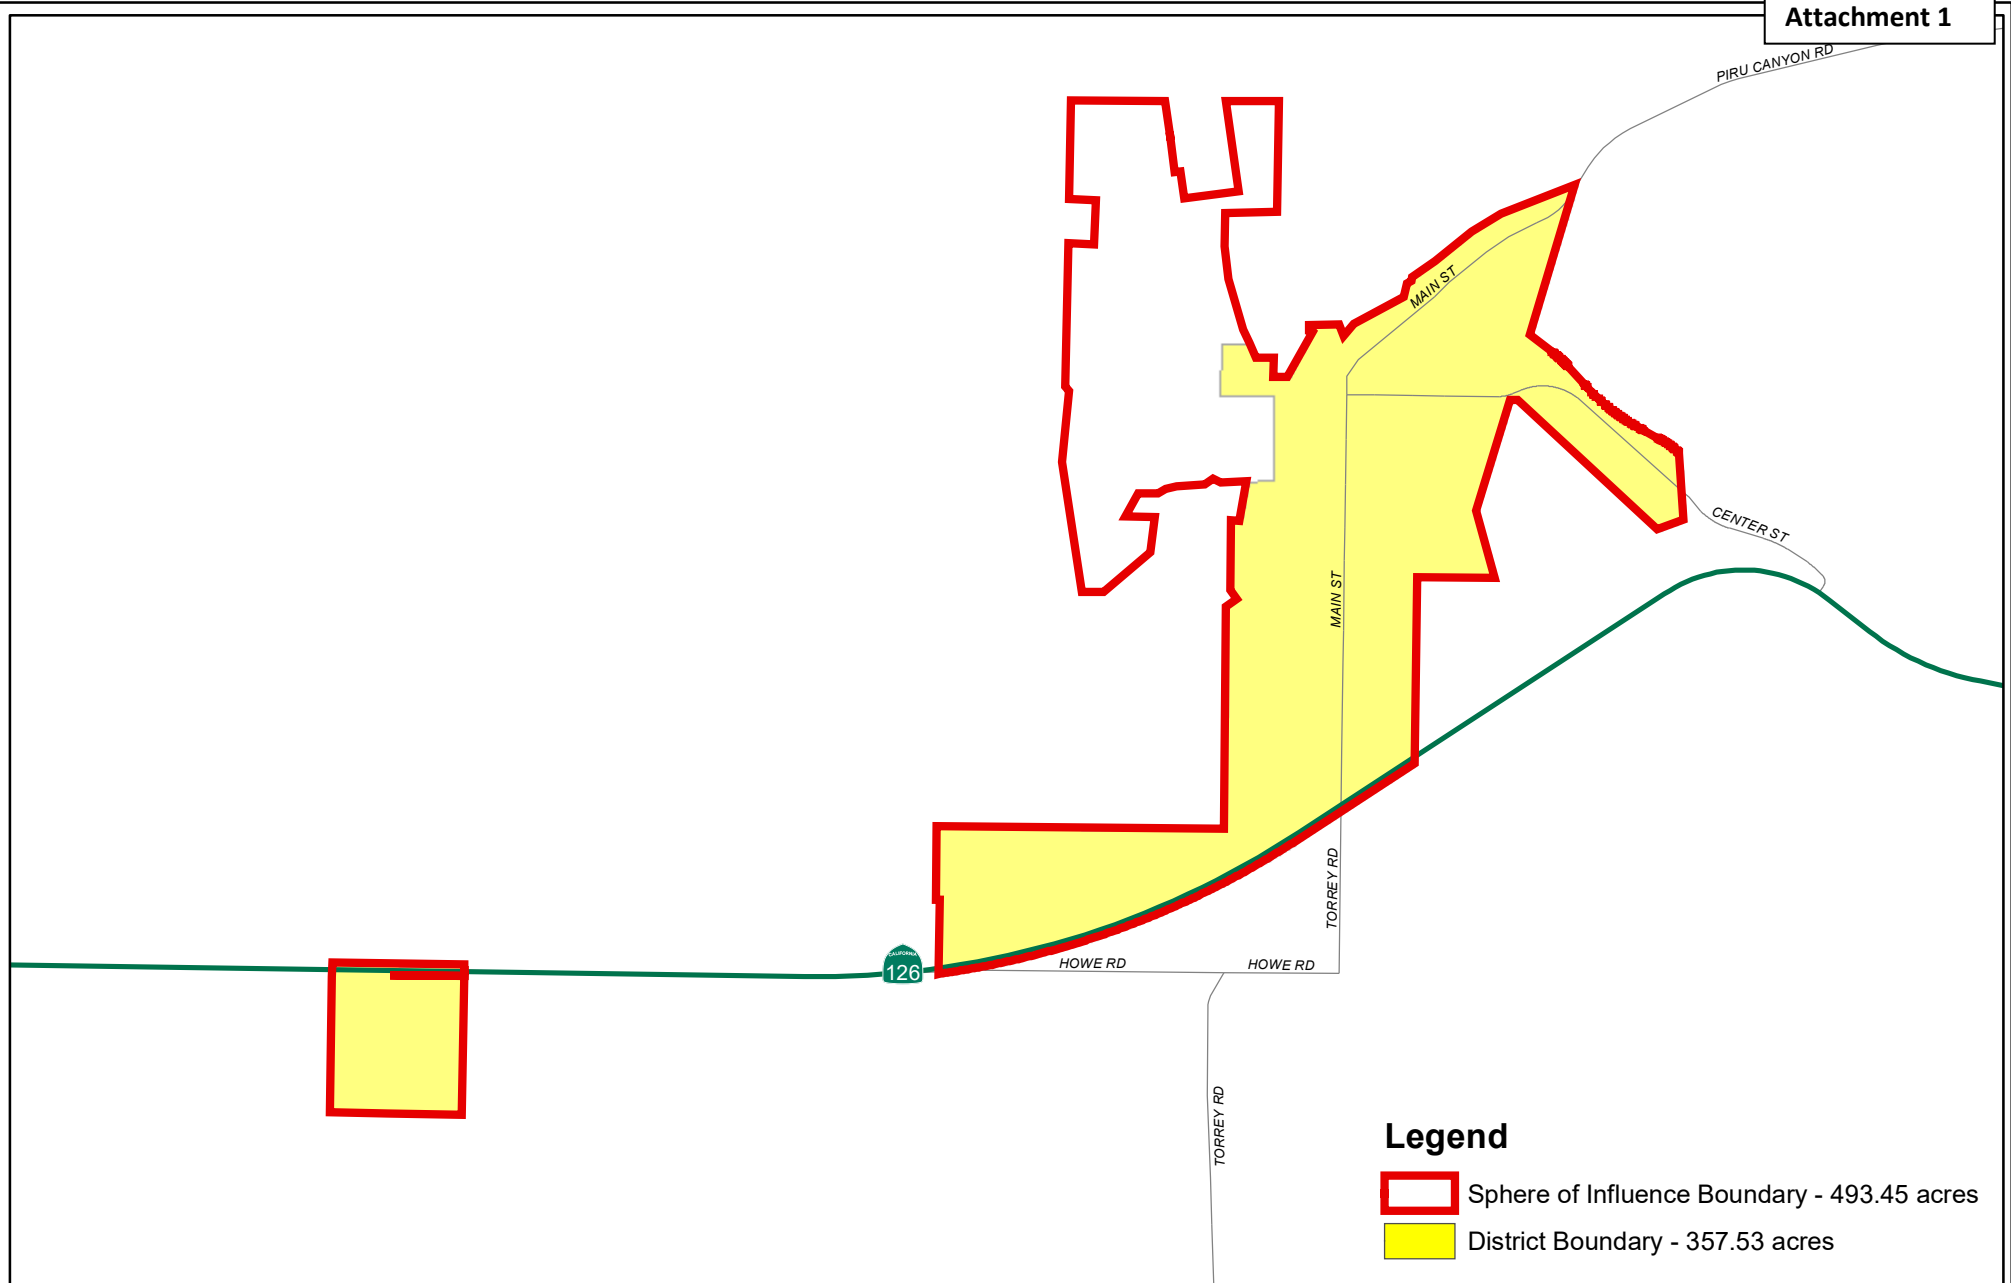 Attachment 1
PIRU CANYON RD
MAIN ST
CENTER ST
MAIN ST
TORREY RD
CALIFORNIA
126
HOWE RD
HOWE RD
TORREY RD
Legend
Sphere of Influence Boundary - 493.45 acres
District Boundary - 357.53 acres